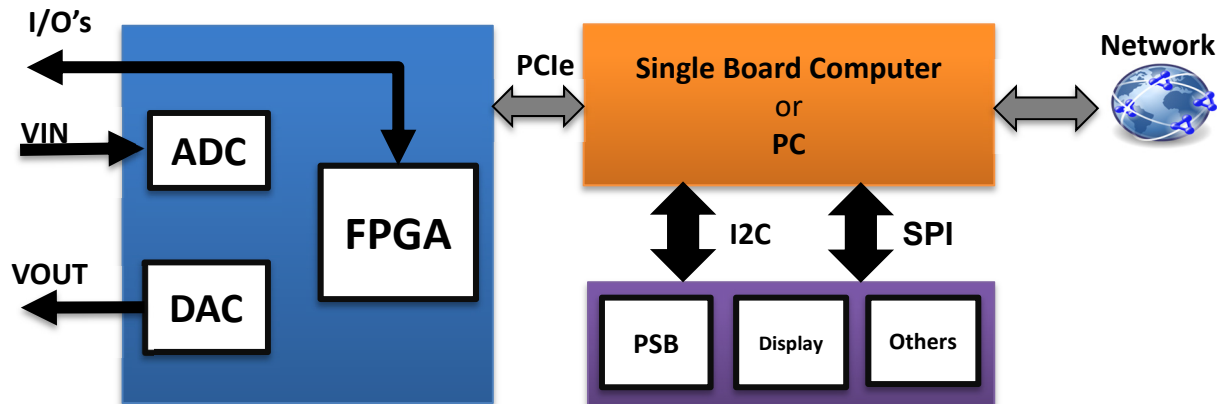 I/O's
VIN
ADC
FPGA
VOUT
DAC
PCIe
Single Board Computer
or
PC
Network
I2C
SPI
PSB
Display
Others